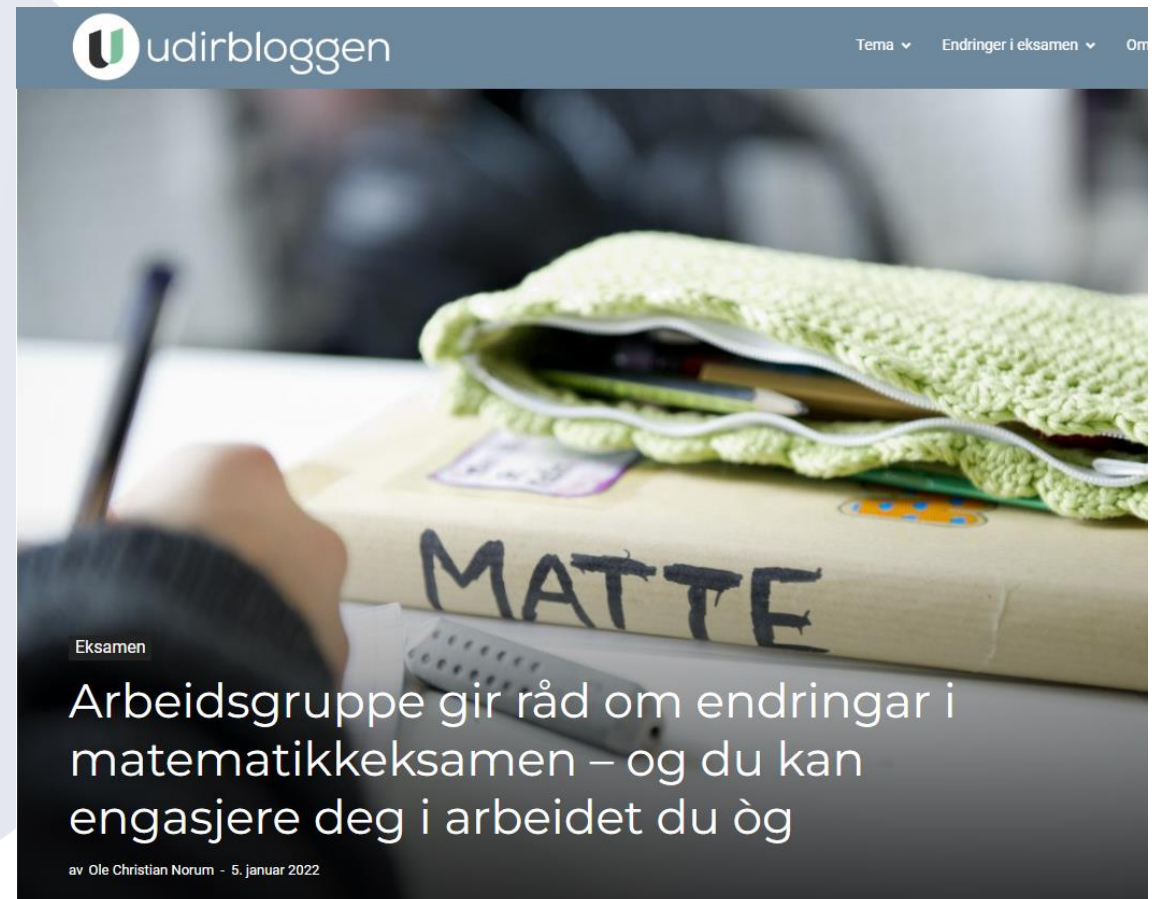 udirbloggen
Tema
Endringer i eksamen
Om
MATTE
Eksamen
Arbeidsgruppe gir råd om endringar i
matematikkeksamen – og du kan
engasjere deg i arbeidet du òg
av Ole Christian Norum - 5. januar 2022